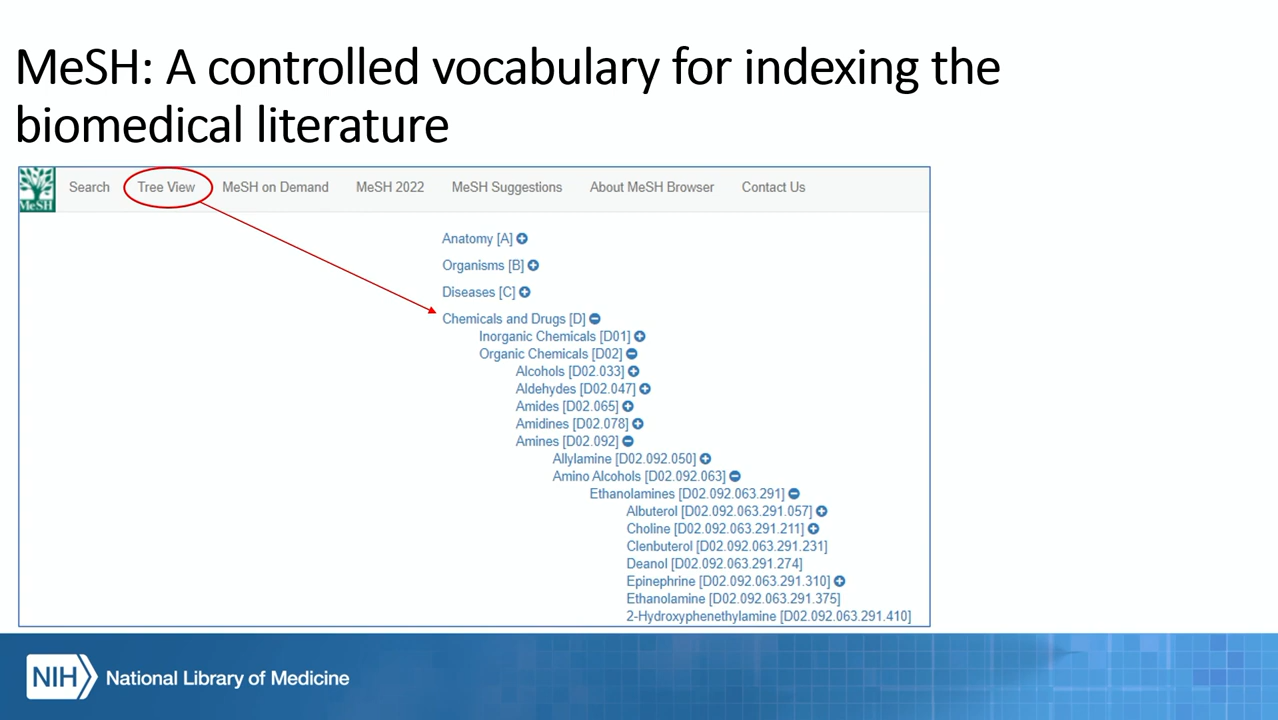 MeSH: A controlled vocabulary for indexing the
biomedical literature
MeSH
Search Tree View MeSH on Demand MeSH 2022 MeSH Suggestions About MeSH Browser Contact Us
Anatomy [A]
Organisms [B]
Diseases [C]
Chemicals and Drugs [D]
Inorganic Chemicals [D01]
Organic Chemicals [D02]
Alcohols [D02.033]
Aldehydes [D02.047]
Amides [D02.065]
Amidines [D02.078]
Amines [D02.092]
Allylamine [D02.092.050]
Amino Alcohols [D02.092.063]
Ethanolamines [D02.092.063.291]
Albuterol [D02.092.063.291.057]
Choline [D02.092.063.291.211]
Clenbuterol [D02.092.063.291.231]
Deanol [D02.092.063.291.274]
Epinephrine [D02.092.063.291.310]
Ethanolamine [D02.092.063.291.375]
2-Hydroxyphenethylamine [D02.092.063.291.410]
NIH National Library of Medicine